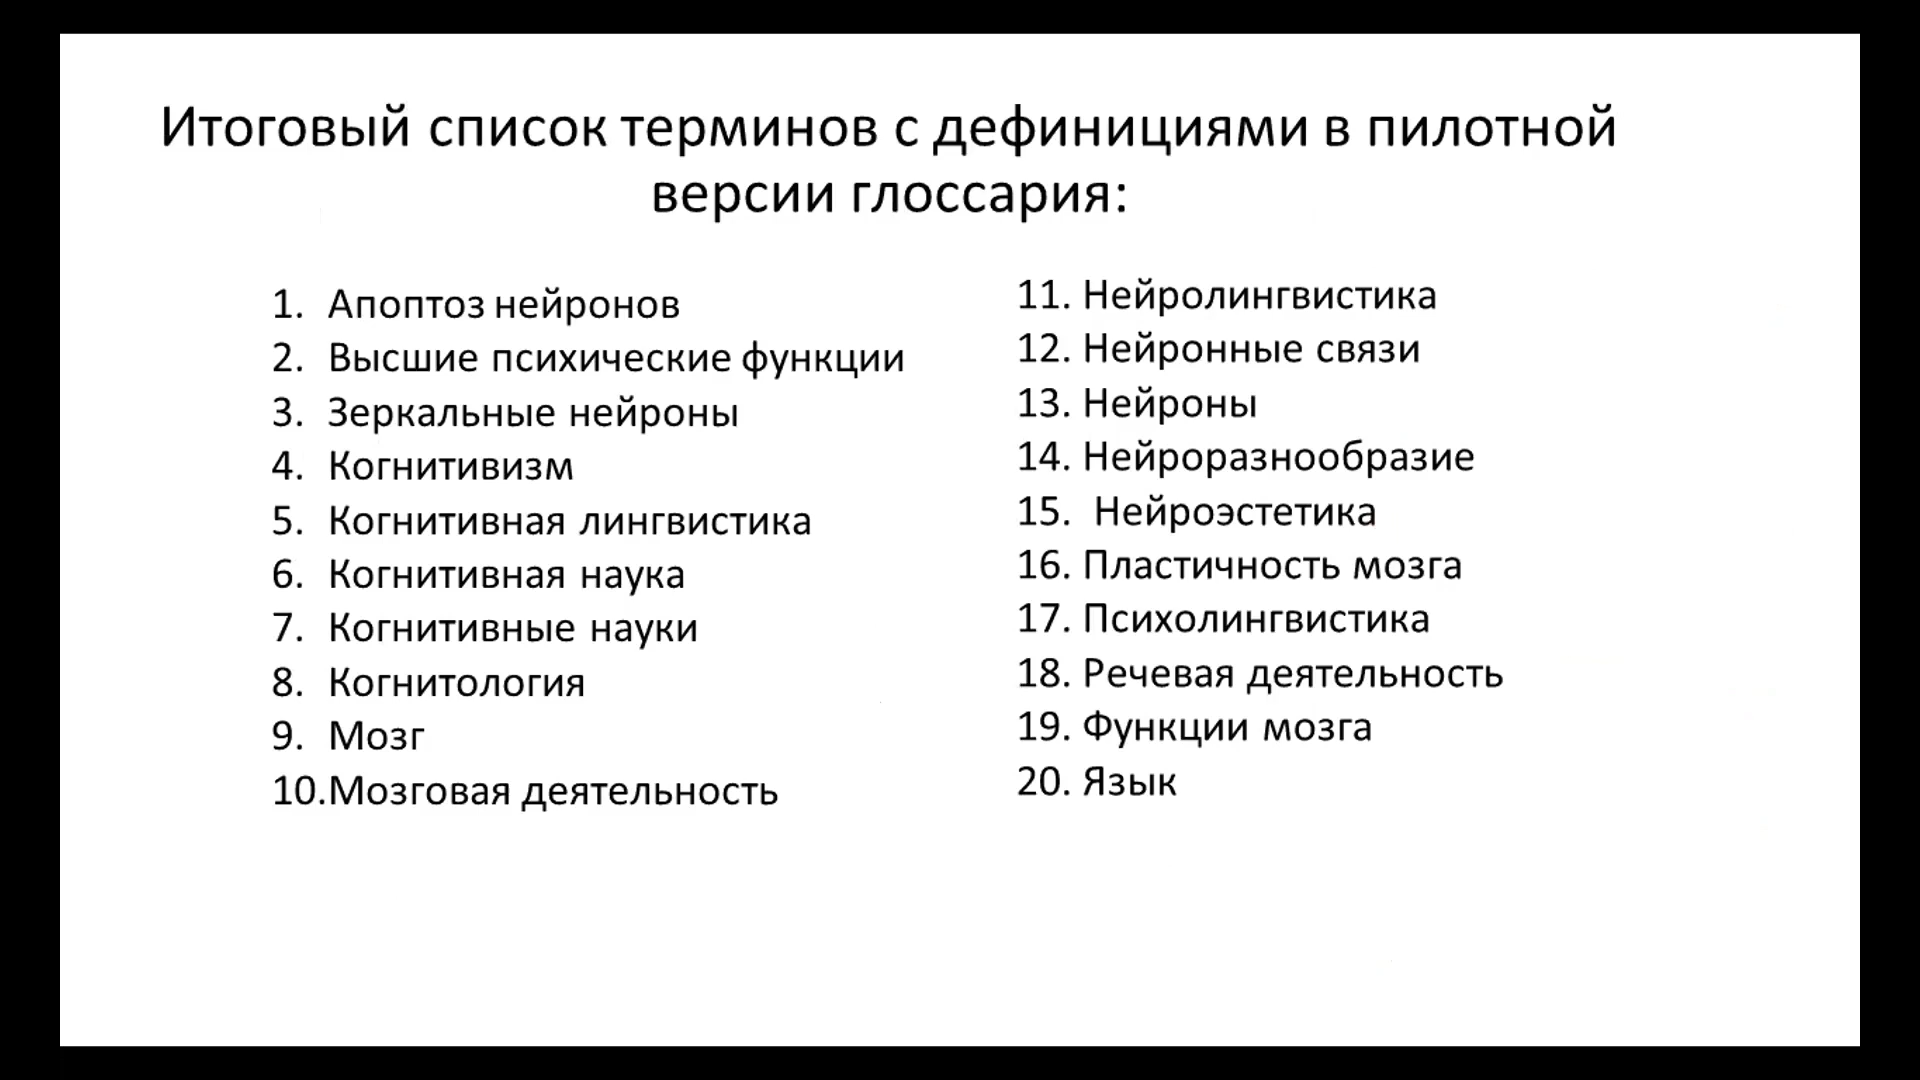 Итоговый список терминов с дефинициями в пилотной
версии глоссария:
1. Апоптоз нейронов
2. Высшие психические функции
3. Зеркальные нейроны
4. Когнитивизм
5. Когнитивная лингвистика
6. Когнитивная наука
7. Когнитивные науки
8. Когнитология
9. Мозг
10.Мозговая деятельность
11. Нейролингвистика
12. Нейронные связи
13. Нейроны
14. Нейроразнообразие
15. Нейроэстетика
16. Пластичность мозга
17. Психолингвистика
18. Речевая деятельность
19. Функции мозга
20. Язык